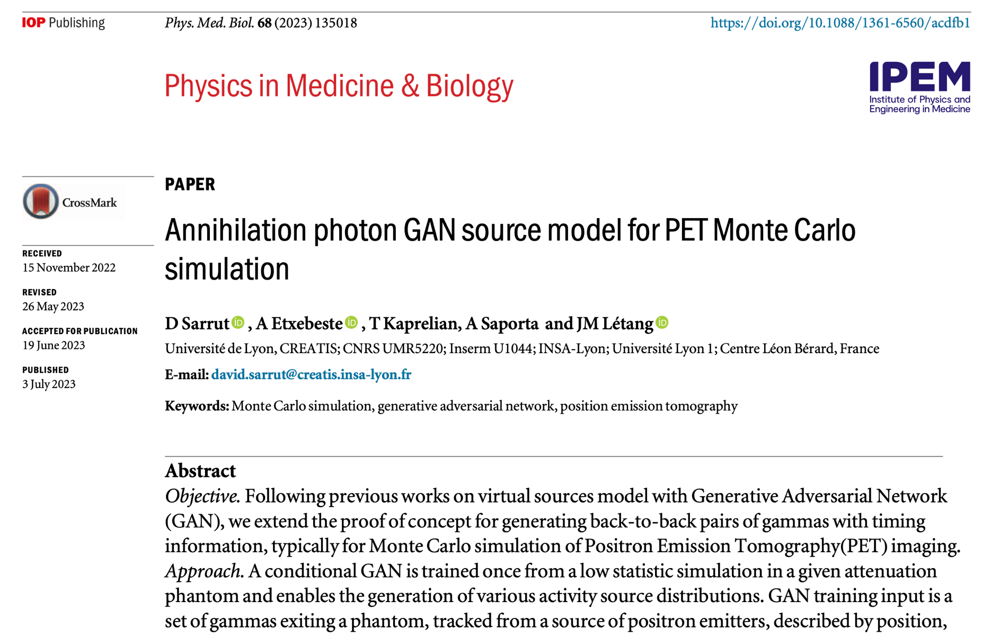 IOP Publishing
Phys. Med. Biol. 68 (2023) 135018
https://doi.org/10.1088/1361-6560/acdfb1
Physics in Medicine & Biology
IPEM
Institute of Physics and
Engineering in Medicine
CrossMark
RECEIVED
15 November 2022
REVISED
26 May 2023
ACCEPTED FOR PUBLICATION
19 June 2023
PUBLISHED
3 July 2023
PAPER
Annihilation photon GAN source model for PET Monte Carlo
simulation
D Sarrut iD , A Etxebeste iD , T Kaprelian, A Saporta and JM Létang iD
Université de Lyon, CREATIS; CNRS UMR5220; Inserm U1044; INSA-Lyon; Université Lyon 1; Centre Léon Bérard, France
E-mail: david.sarrut@creatis.insa-lyon.fr
Keywords: Monte Carlo simulation, generative adversarial network, position emission tomography
Abstract
Objective. Following previous works on virtual sources model with Generative Adversarial Network
(GAN), we extend the proof of concept for generating back-to-back pairs of gammas with timing
information, typically for Monte Carlo simulation of Positron Emission Tomography(PET) imaging.
Approach. A conditional GAN is trained once from a low statistic simulation in a given attenuation
phantom and enables the generation of various activity source distributions. GAN training input is a
set of gammas exiting a phantom, tracked from a source of positron emitters, described by position,